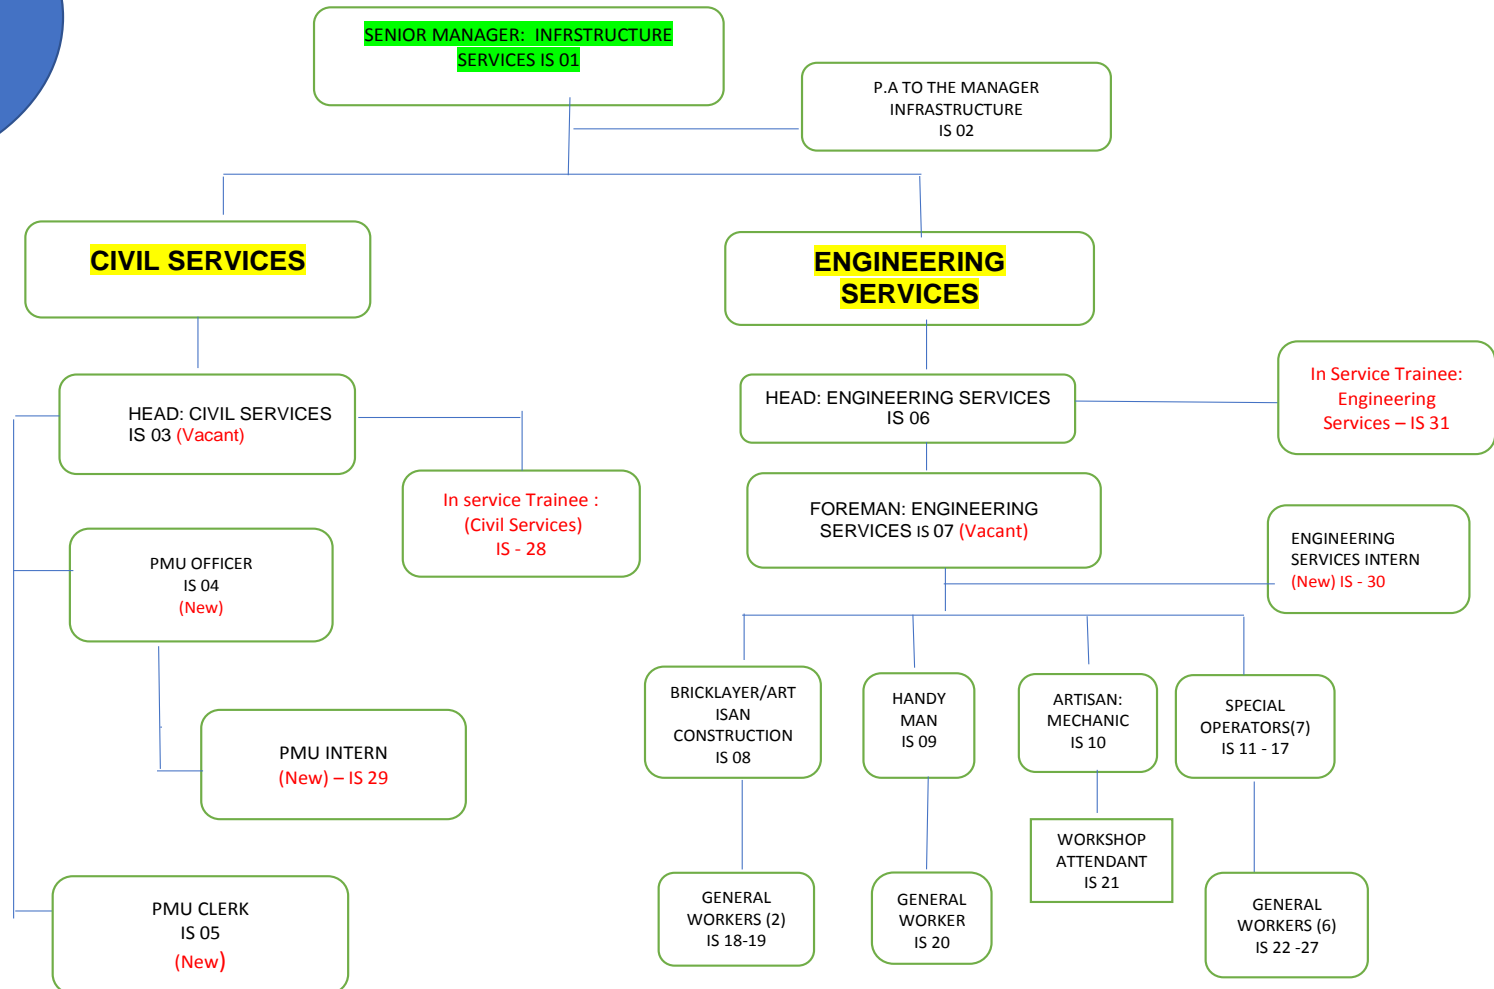 SENIOR MANAGER:  INFRSTRUCTURE
SERVICES IS 01
P.A TO THE MANAGER
INFRASTRUCTURE
IS 02
CIVIL SERVICES
ENGINEERING
SERVICES
HEAD: CIVIL SERVICES
IS 03 (Vacant)
HEAD: ENGINEERING SERVICES
IS 06
In Service Trainee:
Engineering
Services – IS 31
In service Trainee :
(Civil Services)
IS - 28
FOREMAN: ENGINEERING
SERVICES IS 07 (Vacant)
ENGINEERING
SERVICES INTERN
(New) IS - 30
PMU OFFICER
IS 04
(New)
PMU INTERN
(New) – IS 29
BRICKLAYER/ART
ISAN
CONSTRUCTION
IS 08
HANDY
MAN
IS 09
ARTISAN:
MECHANIC
IS 10
SPECIAL
OPERATORS(7)
IS 11 - 17
PMU CLERK
IS 05
(New)
GENERAL
WORKERS (2)
IS 18-19
GENERAL
WORKER
IS 20
WORKSHOP
ATTENDANT
IS 21
GENERAL
WORKERS (6)
IS 22 -27